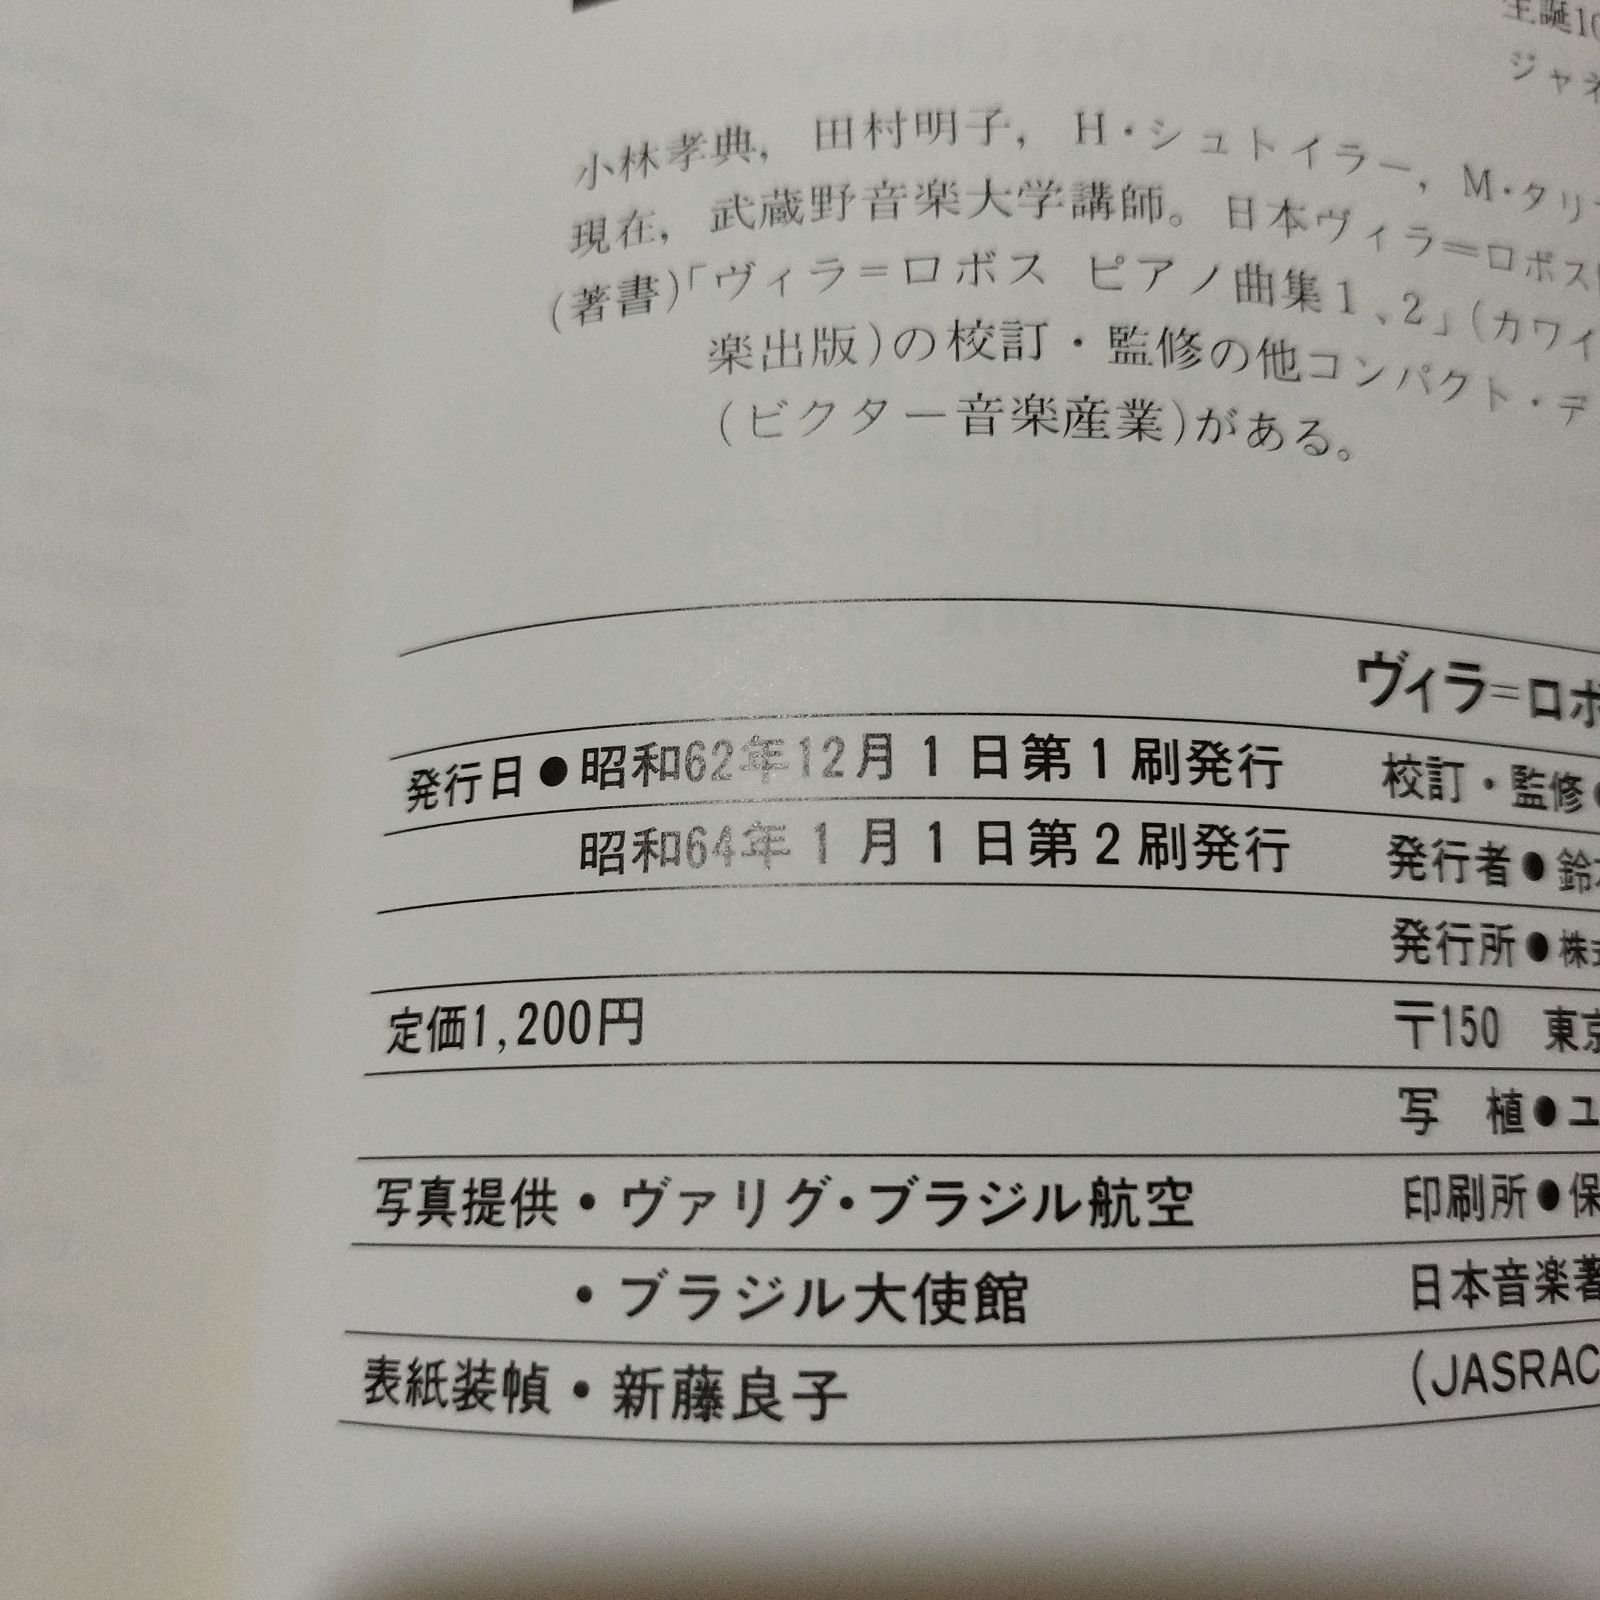 生誕10
ジャネ
小林孝典，田村明子，H・シュトイラー，M・タリ
現在，武蔵野音楽大学講師。日本ヴィラ＝ロボス
(著書)「ヴィラ＝ロボス ピアノ曲集1、2」(カワイ
楽出版)の校訂・監修の他コンパクト・デ
(ビクター音楽産業)がある。
ヴィラ＝ロボ
発行日●昭和62年12月1日第1刷発行
校訂・監修●
昭和64年1月1日第2刷発行
発行者●鈴木
発行所●株式
定価1,200円
〒150 東京
写 植●ユ
写真提供・ヴァリグ・ブラジル航空
印刷所●保
・ブラジル大使館
日本音楽著
表紙装幀・新藤良子
(JASRAC